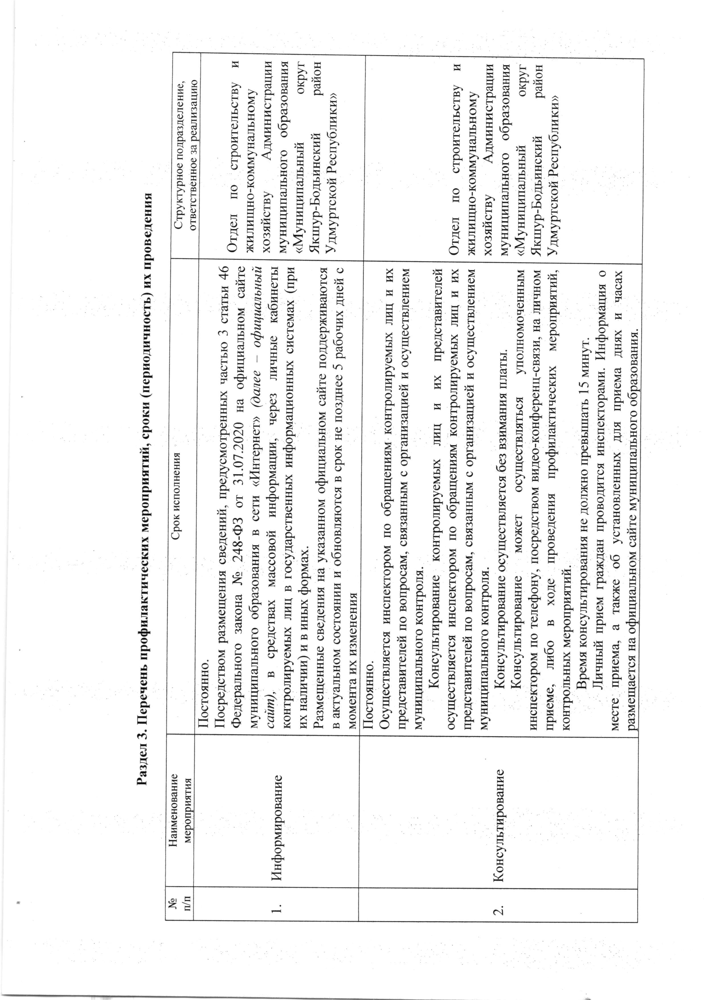 Раздел 3. Перечень профилактических мероприятий, сроки (периодичность) их проведения
№
п/п
Наименование
мероприятия
Срок исполнения
Структурное подразделение,
ответственное за реализацию
1.
Информирование
Постоянно.
Посредством размещения сведений, предусмотренных частью 3 статьи 46
Федерального закона № 248-ФЗ от 31.07.2020 на официальном сайте
муниципального образования в сети «Интернет» (далее – официальный
сайт), в средствах массовой информации, через личные кабинеты
контролируемых лиц в государственных информационных системах (при
их наличии) и в иных формах.
Размещенные сведения на указанном официальном сайте поддерживаются
в актуальном состоянии и обновляются в срок не позднее 5 рабочих дней с
момента их изменения
Отдел по строительству и
жилищно-коммунальному
хозяйству Администрации
муниципального образования
«Муниципальный округ
Якшур-Бодьинский район
Удмуртской Республики»
2.
Консультирование
Постоянно.
Осуществляется инспектором по обращениям контролируемых лиц и их
представителей по вопросам, связанным с организацией и осуществлением
муниципального контроля.
Консультирование контролируемых лиц и их представителей
осуществляется инспектором по обращениям контролируемых лиц и их
представителей по вопросам, связанным с организацией и осуществлением
муниципального контроля.
Консультирование осуществляется без взимания платы.
Консультирование может осуществляться уполномоченным
инспектором по телефону, посредством видео-конференц-связи, на личном
приеме, либо в ходе проведения профилактических мероприятий,
контрольных мероприятий.
Время консультирования не должно превышать 15 минут.
Личный прием граждан проводится инспекторами. Информация о
месте приема, а также об установленных для приема днях и часах
размещается на официальном сайте муниципального образования.
Отдел по строительству и
жилищно-коммунальному
хозяйству Администрации
муниципального образования
«Муниципальный округ
Якшур-Бодьинский район
Удмуртской Республики»